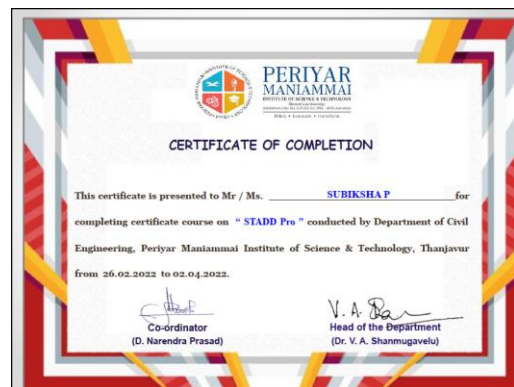 PERIYAR
MANIAMMAI
INSTITUTE OF SCIENCE & TECHNOLOGY
CERTIFICATE OF COMPLETION
This certificate is presented to Mr / Ms. SUBIKSHA P for
completing certificate course on “ STADD Pro ” conducted by Department of Civil
Engineering, Periyar Maniammai Institute of Science & Technology, Thanjavur
from 26.02.2022 to 02.04.2022.
V. A.
Co-ordinator
(D. Narendra Prasad)
Head of the Department
(Dr. V. A. Shanmugavelu)